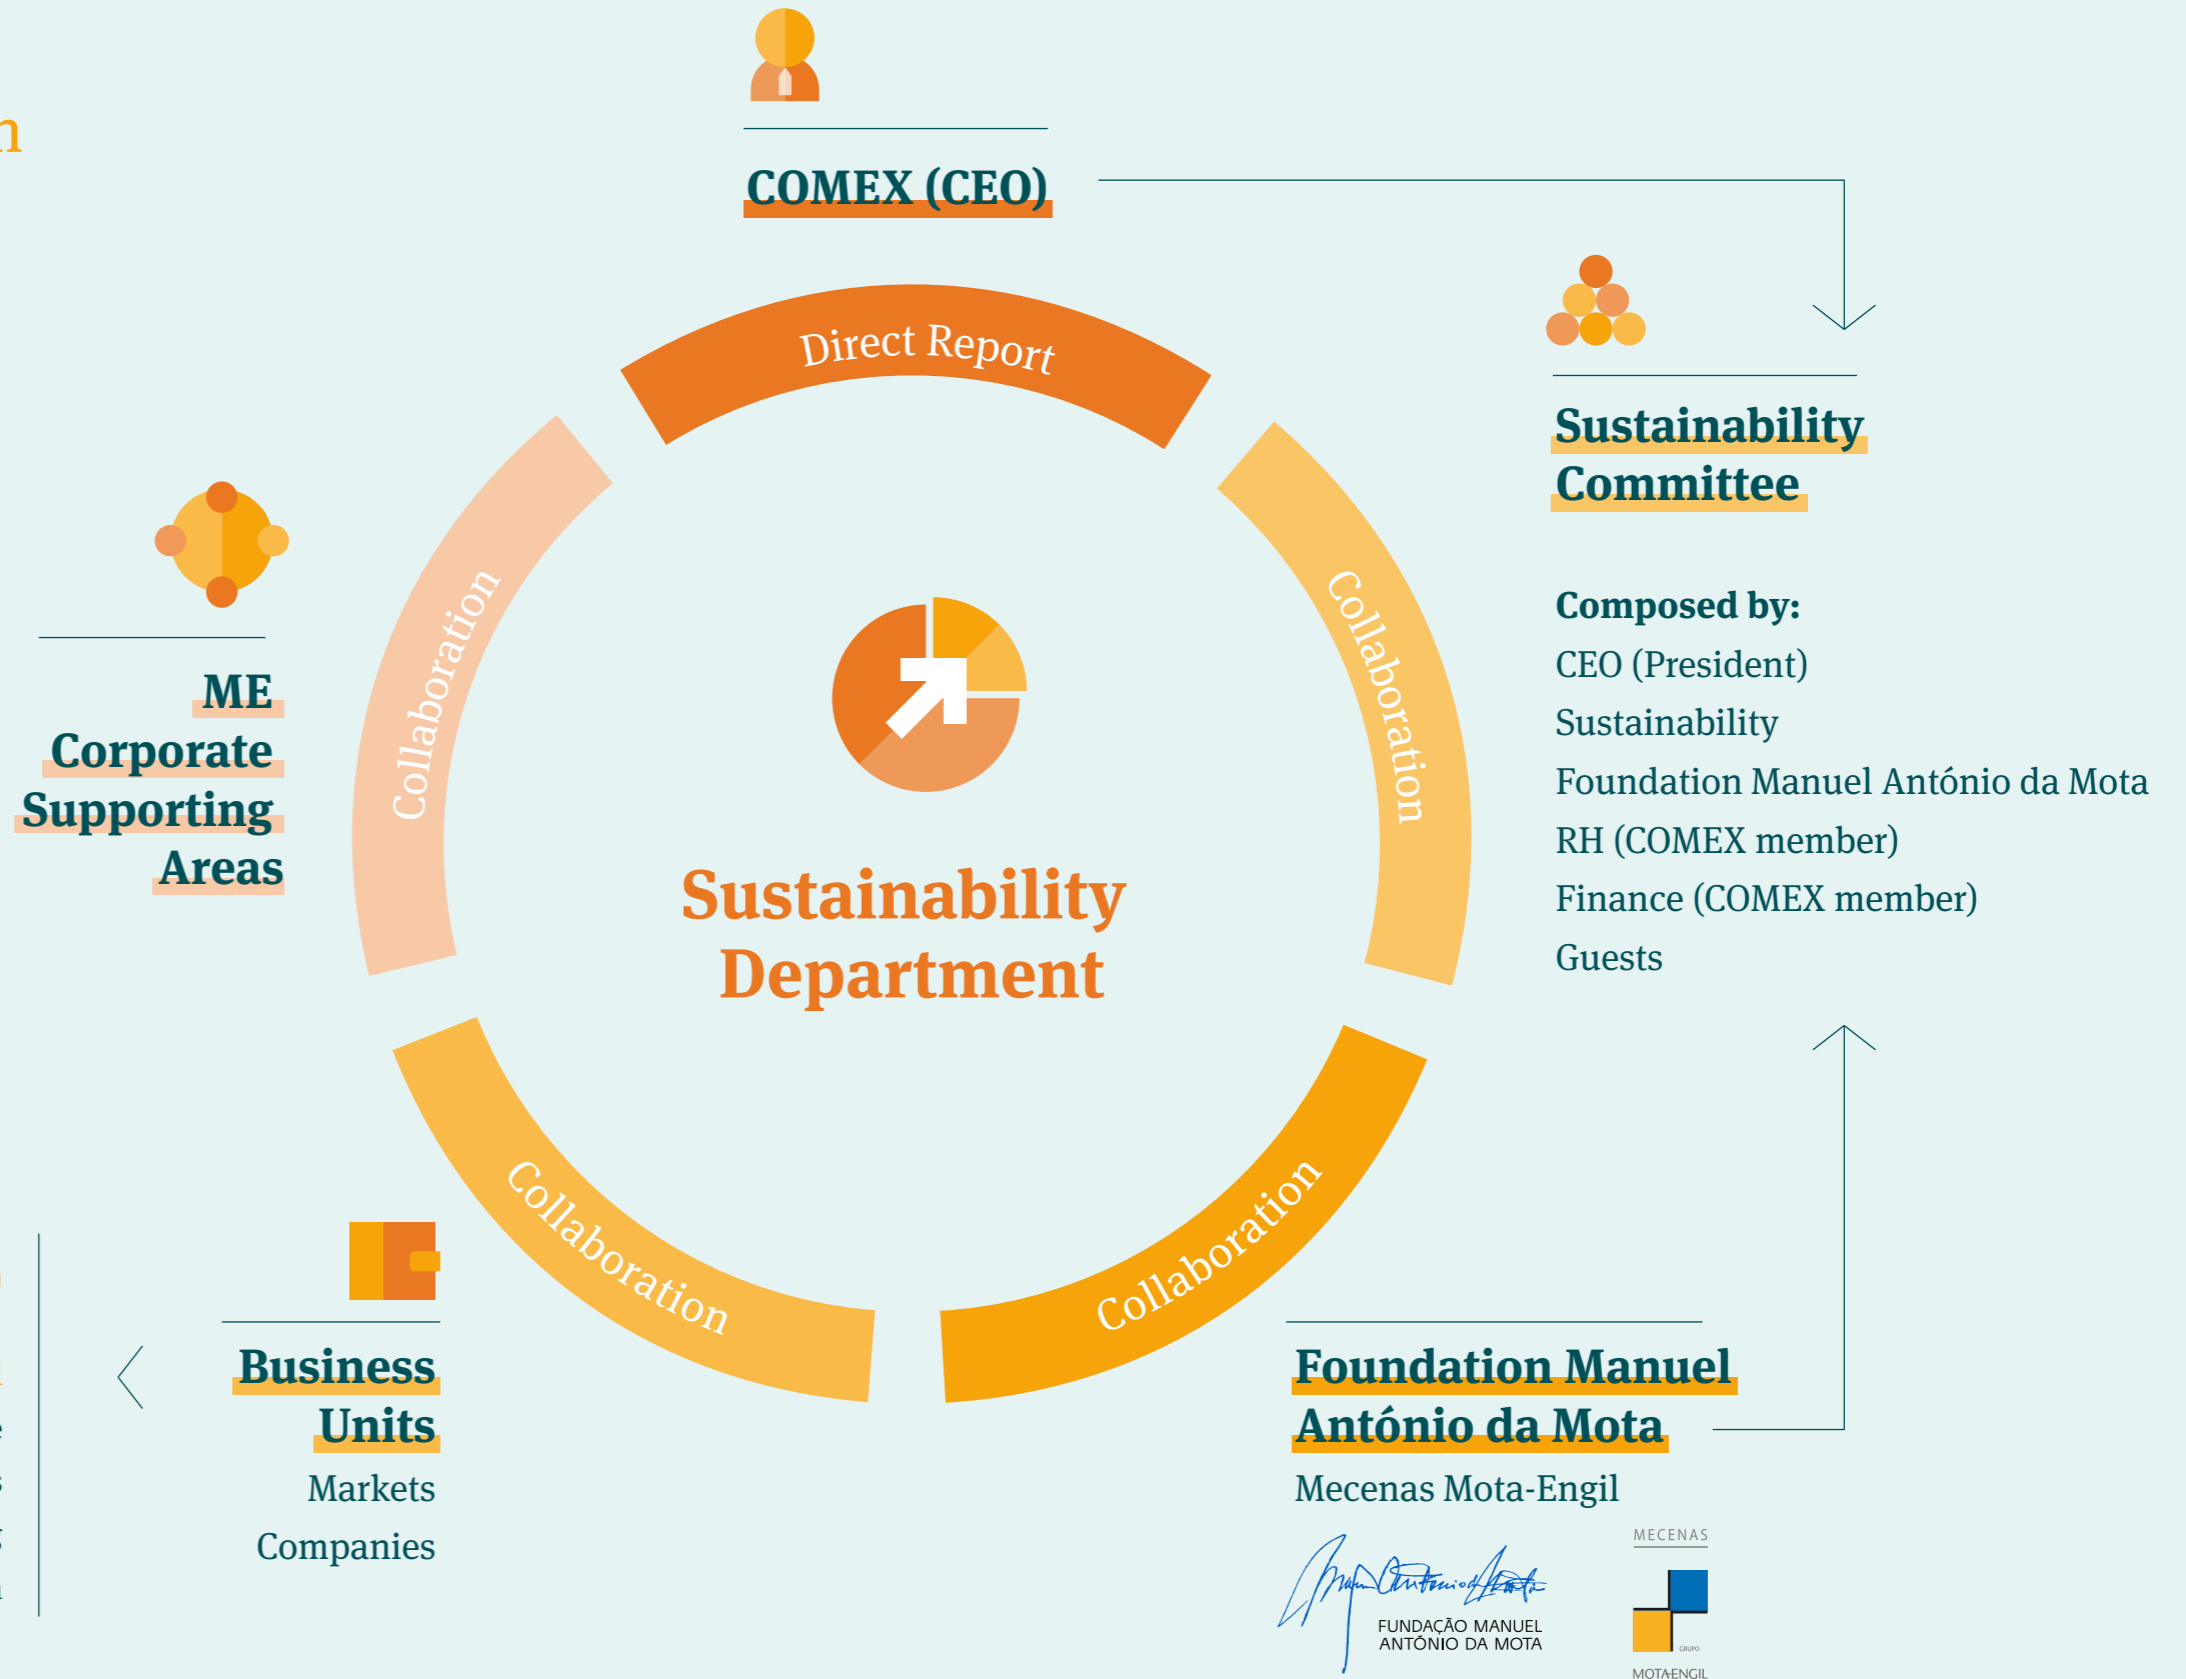 COMEX (CEO)
Direct Report
Sustainability
Committee
Composed by:
CEO (President)
Sustainability
Foundation Manuel António da Mota
RH (COMEX member)
Finance (COMEX member)
Guests
Collaboration
Collaboration
ME
Corporate
Supporting
Areas
Sustainability
Department
Collaboration
Collaboration
Business
Units
Markets
Companies
Foundation Manuel
António da Mota
Mecenas Mota-Engil
FUNDAÇÃO MANUEL
ANTÓNIO DA MOTA
MECENAS
GRUPO
MOTA-ENGIL